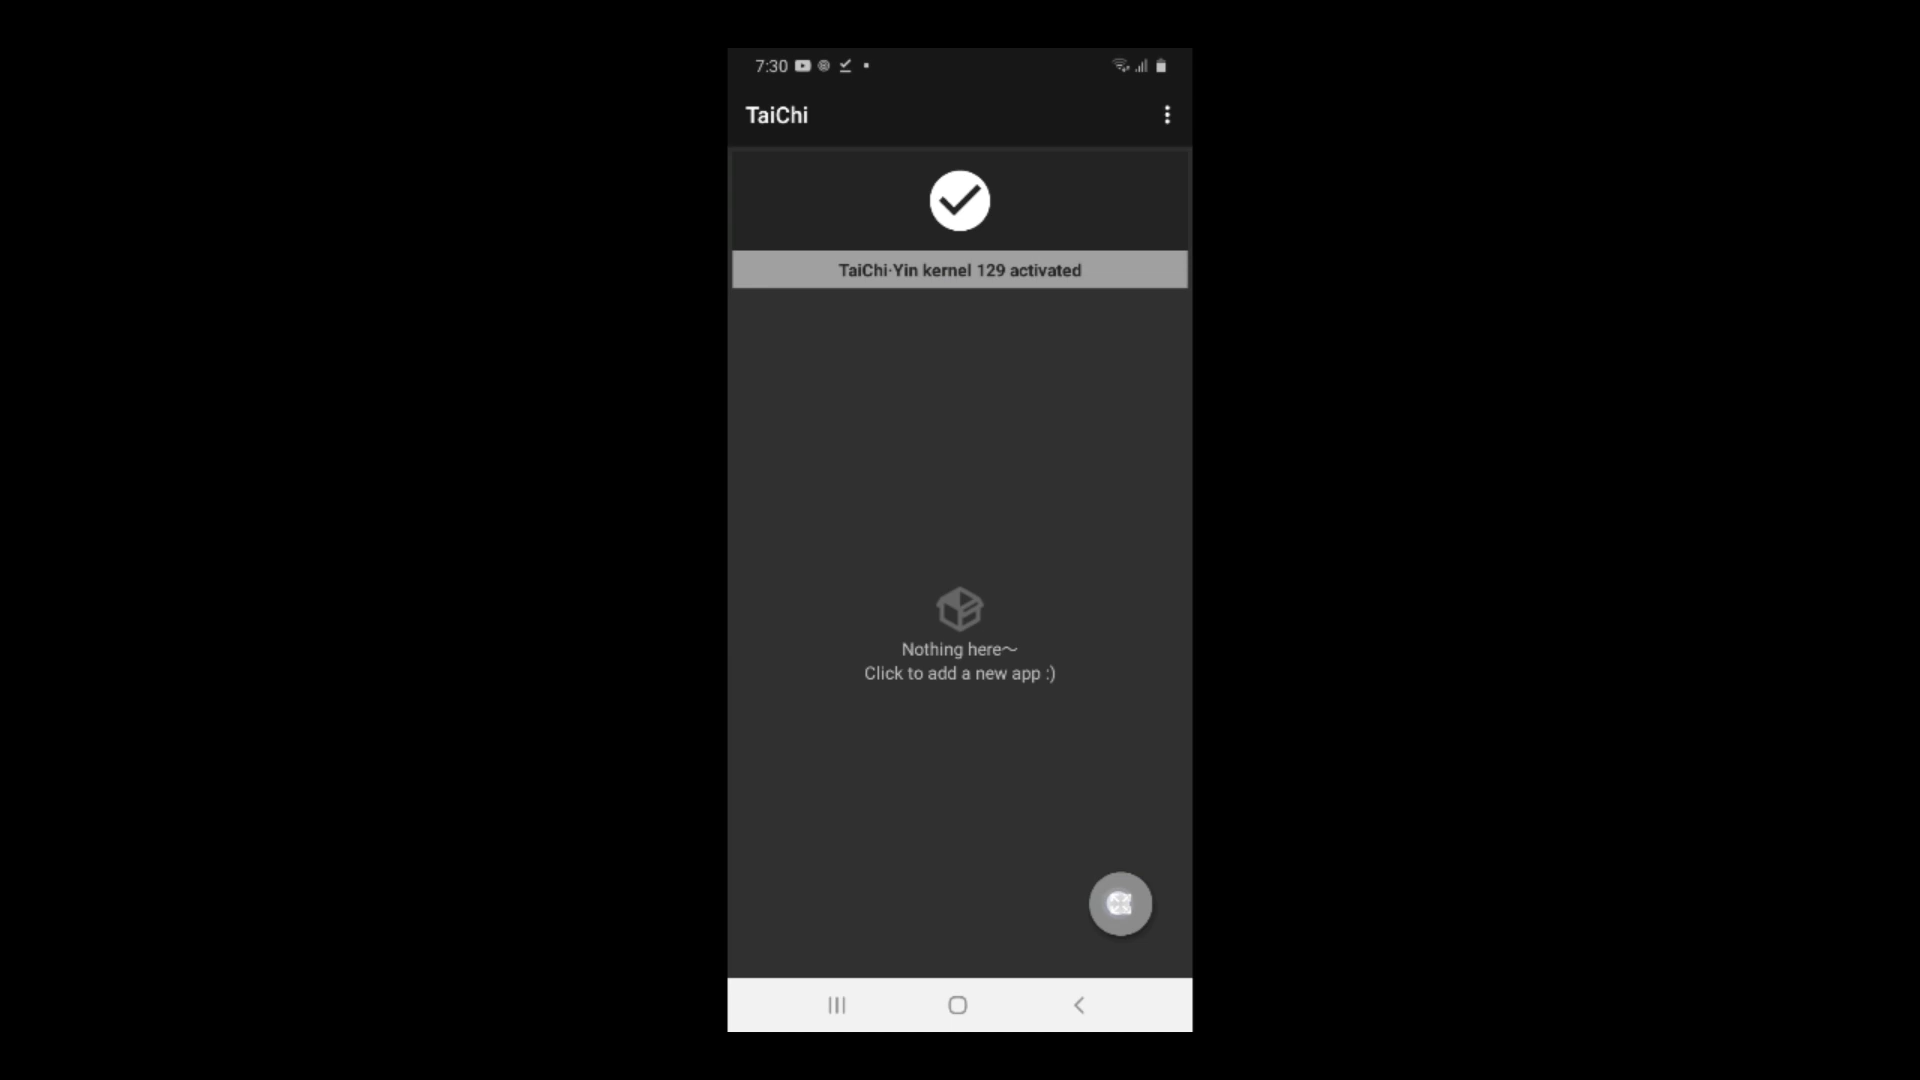 7:30
TaiChi
TaiChi·Yin kernel 129 activated
Nothing here～
Click to add a new app :)